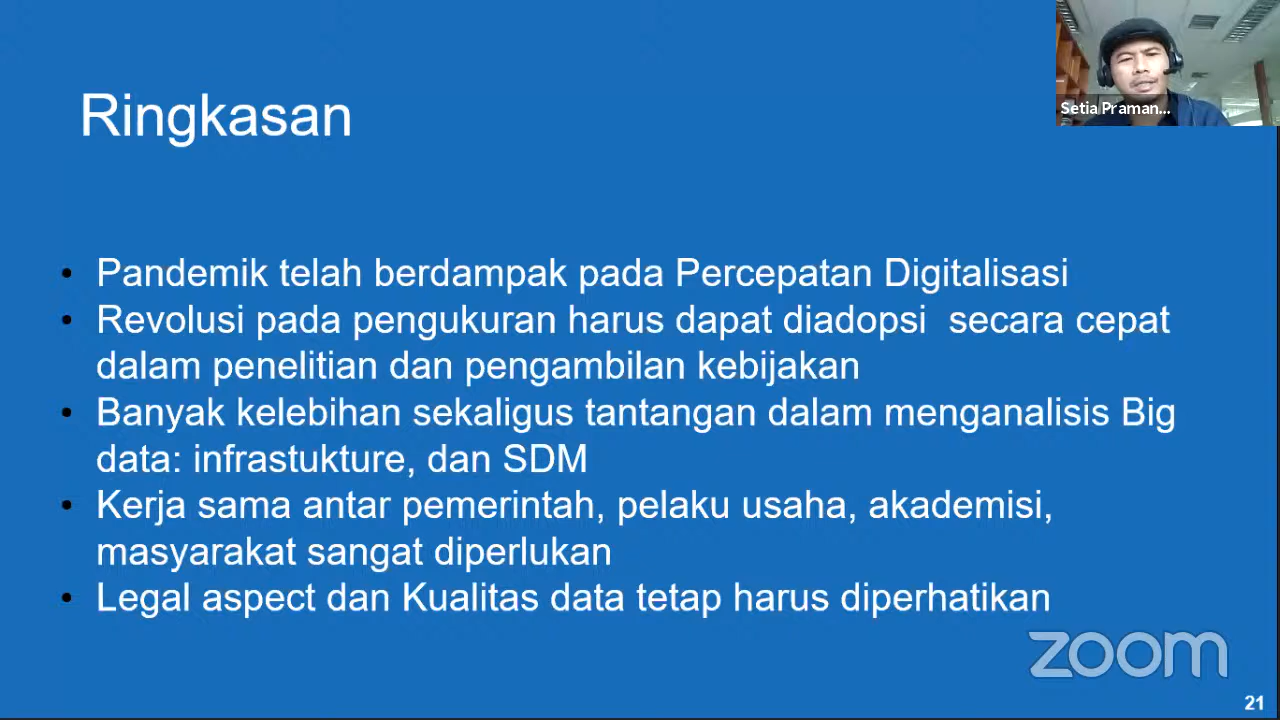 Setia Praman...
Ringkasan
• Pandemik telah berdampak pada Percepatan Digitalisasi
• Revolusi pada pengukuran harus dapat diadopsi  secara cepat
dalam penelitian dan pengambilan kebijakan
• Banyak kelebihan sekaligus tantangan dalam menganalisis Big
data: infrastukture, dan SDM
• Kerja sama antar pemerintah, pelaku usaha, akademisi,
masyarakat sangat diperlukan
• Legal aspect dan Kualitas data tetap harus diperhatikan
zoom
21